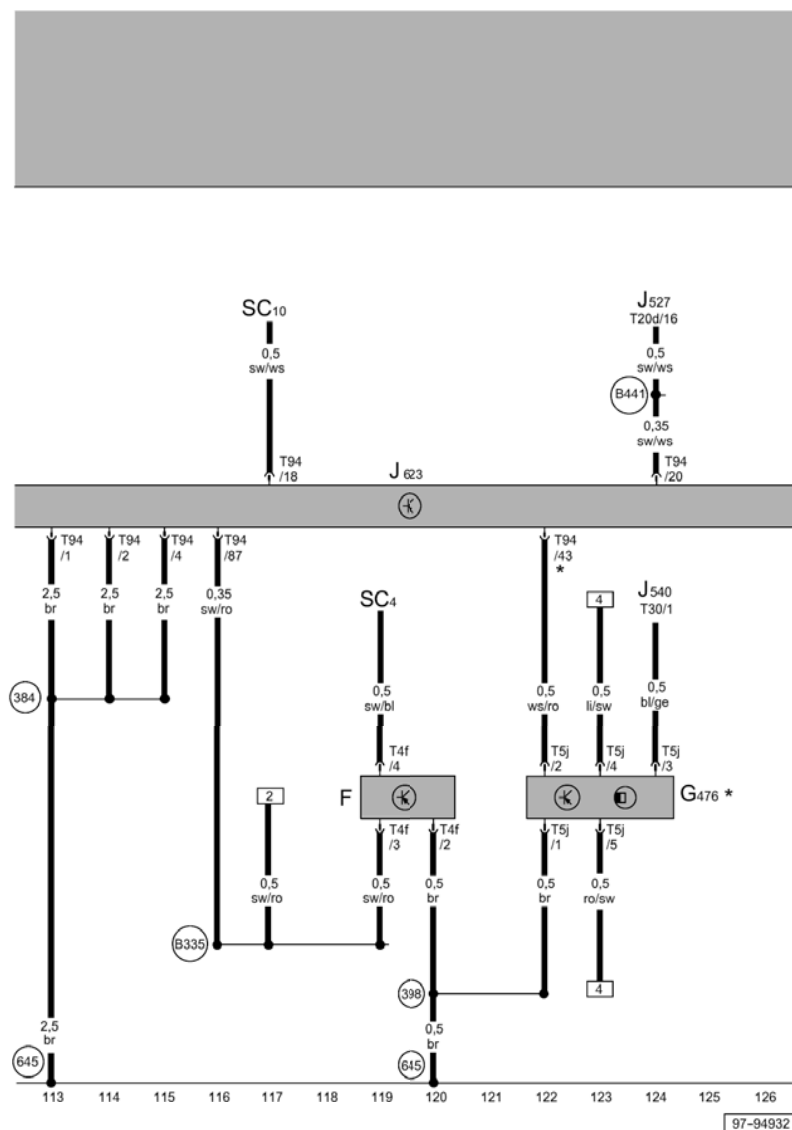 SC10
J527
T20d/16
0,5
sw/ws
0,5
sw/ws
B441
0,35
sw/ws
T94
/18
J623
T94
/20
T94
/1
T94
/2
T94
/4
T94
/87
T94
/43
*
2,5
br
2,5
br
2,5
br
0,35
sw/ro
SC4
4
J540
T30/1
384
0,5
sw/bl
0,5
ws/ro
0,5
li/sw
0,5
bl/ge
T4f
/4
T5j
/2
T5j
/4
T5j
/3
2
F
G476 *
T4f
/3
T4f
/2
T5j
/1
T5j
/5
0,5
sw/ro
0,5
sw/ro
0,5
br
0,5
br
0,5
ro/sw
B335
398
4
2,5
br
0,5
br
645
645
113 114 115 116 117 118 119 120 121 122 123 124 125 126
97-94932